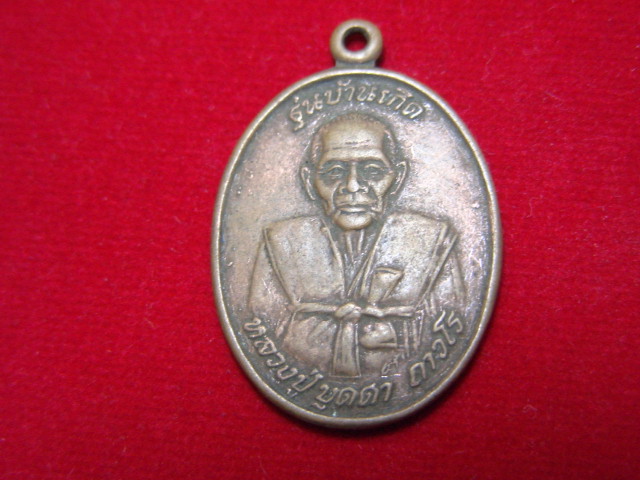 รุ่นบ้านเกิด
หลวงปู่ บุดดา ถาวโร